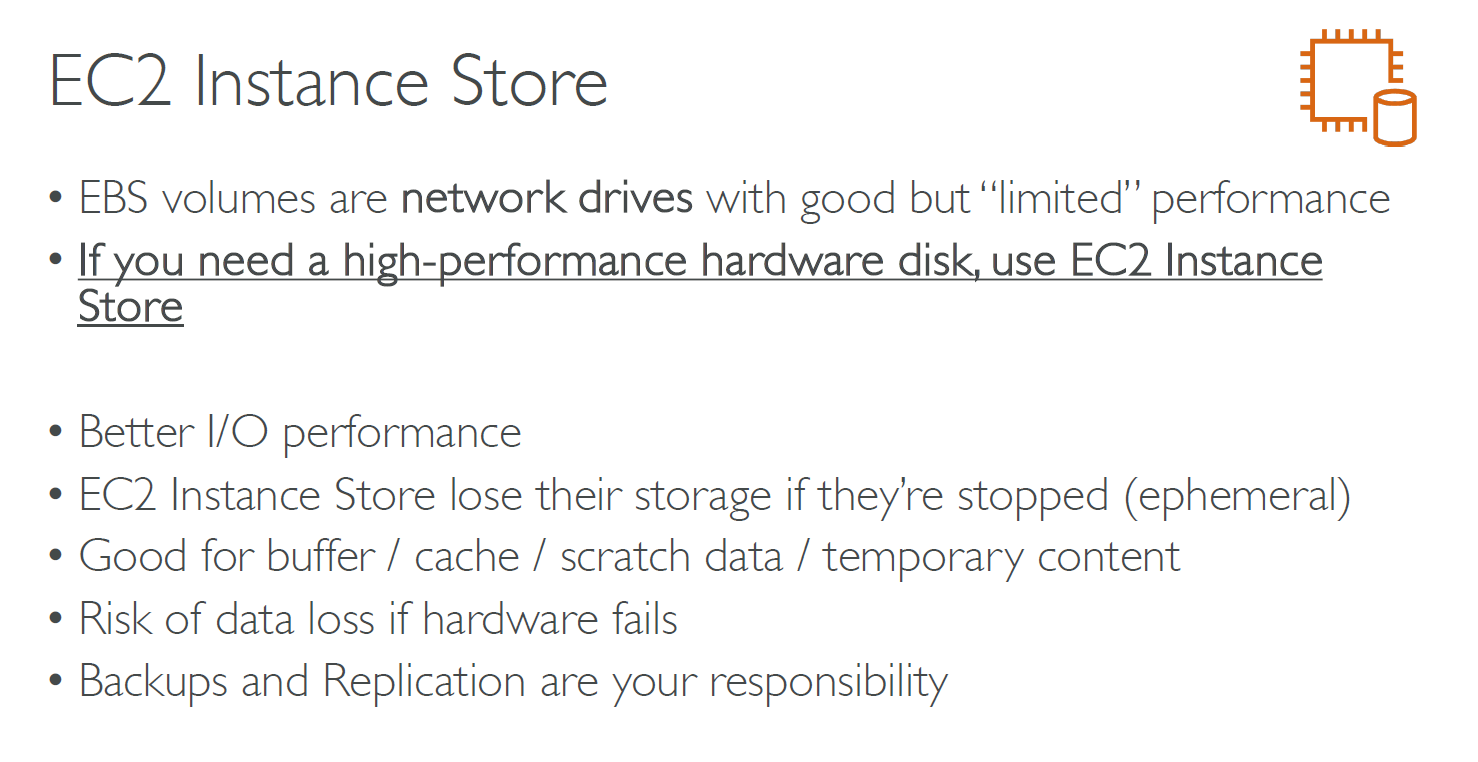 EC2 Instance Store
• EBS volumes are network drives with good but “limited” performance
• If you need a high-performance hardware disk, use EC2 Instance
Store
• Better I/O performance
• EC2 Instance Store lose their storage if they’re stopped (ephemeral)
• Good for buffer / cache / scratch data / temporary content
• Risk of data loss if hardware fails
• Backups and Replication are your responsibility